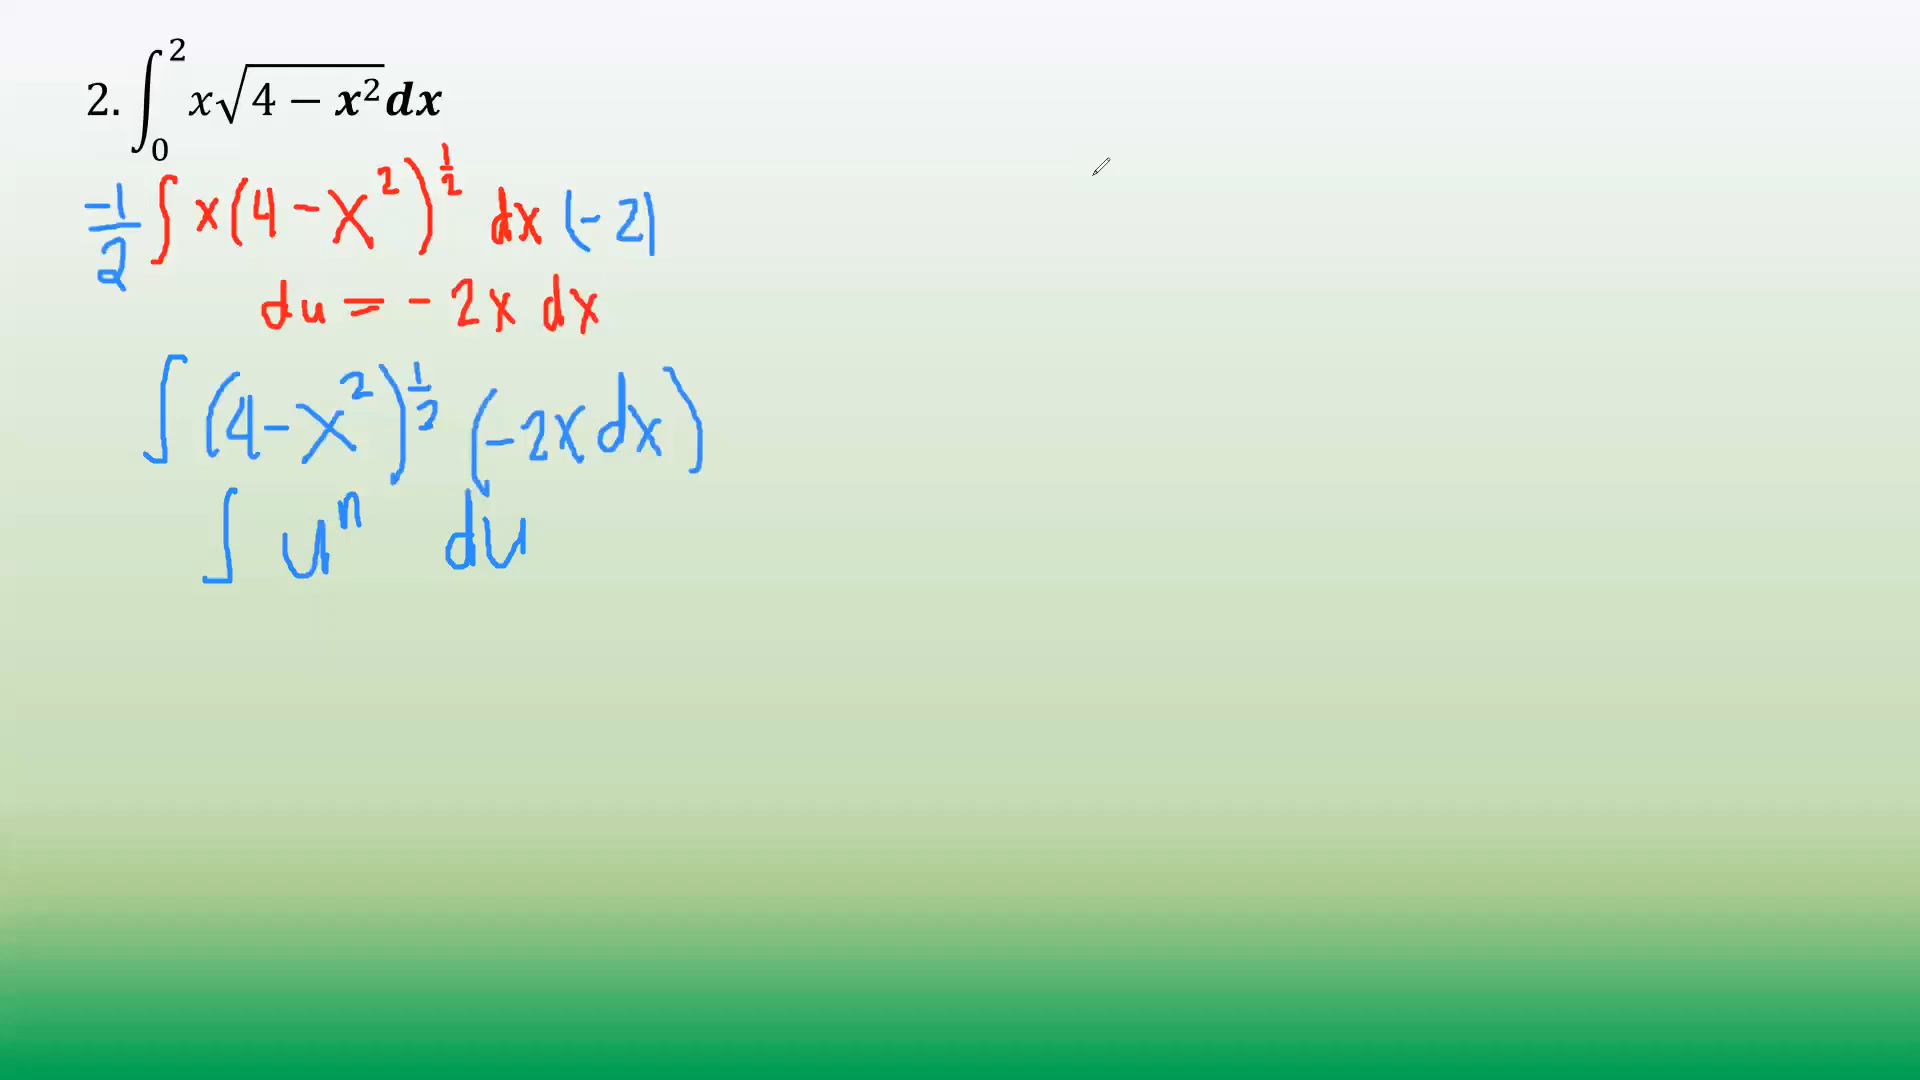 2. ∫₀² x√(4 − x²) dx
-1/2 ∫ x(4 − x²)^(1/2) dx (-2)
du = -2x dx
∫ (4 − x²)^(1/2) (-2x dx)
∫ uⁿ du